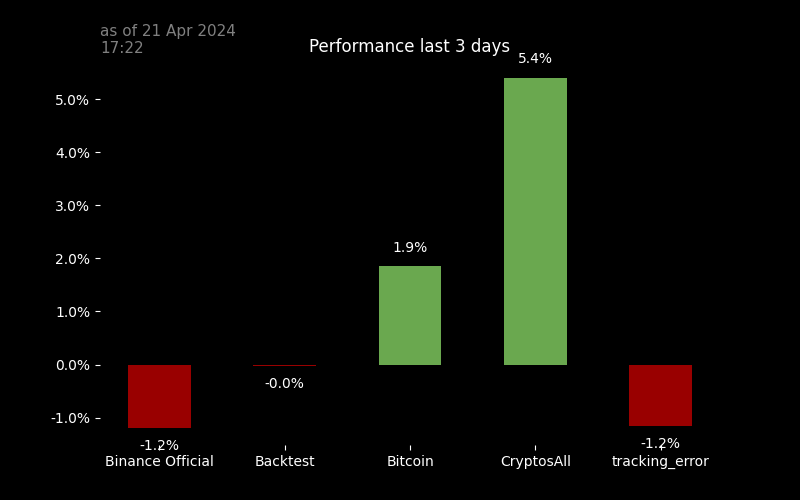 as of 21 Apr 2024
17:22
Performance last 3 days
5.4%
5.0%
4.0%
3.0%
1.9%
2.0%
1.0%
0.0%
-0.0%
-1.0%
-1.2%
-1.2%
Binance Official
Backtest
Bitcoin
CryptosAll
tracking_error